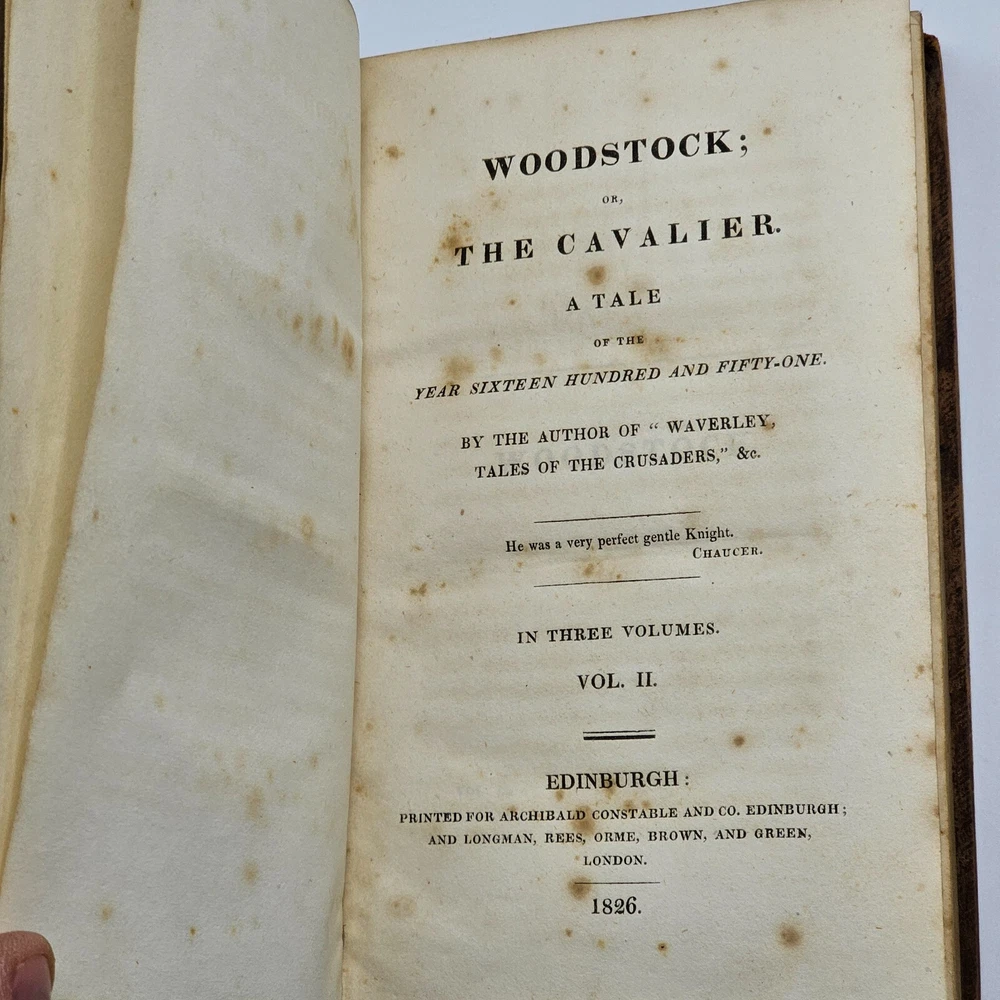 WOODSTOCK;
OR,
THE CAVALIER.
A TALE
OF THE
YEAR SIXTEEN HUNDRED AND FIFTY-ONE.
BY THE AUTHOR OF “ WAVERLEY,
TALES OF THE CRUSADERS,” &c.
He was a very perfect gentle Knight.
CHAUCER.
IN THREE VOLUMES.
VOL. II.
EDINBURGH:
PRINTED FOR ARCHIBALD CONSTABLE AND CO. EDINBURGH;
AND LONGMAN, REES, ORME, BROWN, AND GREEN,
LONDON.
1826.